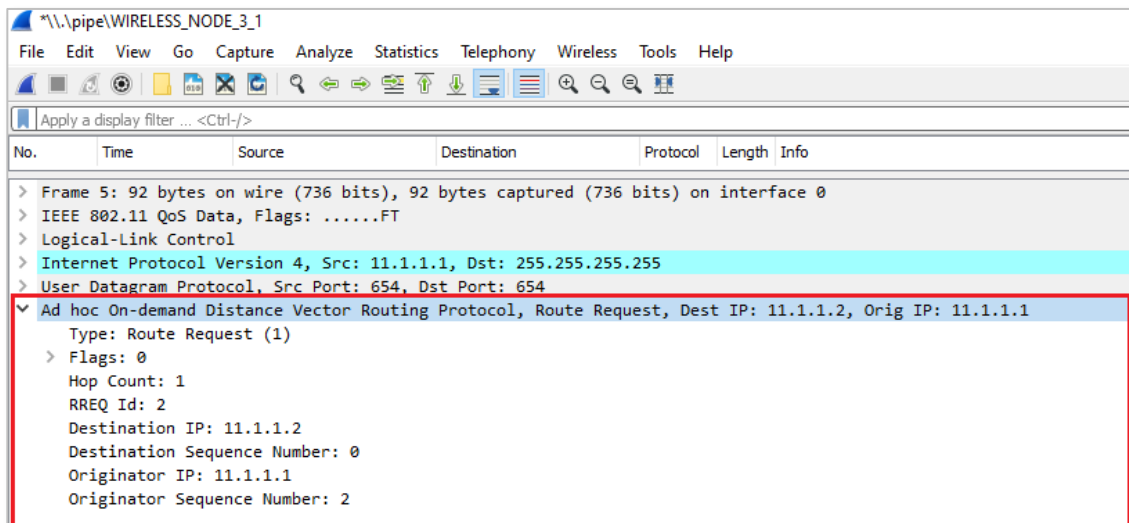 *\\.\pipe\WIRELESS_NODE_3_1
File Edit View Go Capture Analyze Statistics Telephony Wireless Tools Help
Apply a display filter ... <Ctrl-/>
No. Time Source Destination Protocol Length Info
> Frame 5: 92 bytes on wire (736 bits), 92 bytes captured (736 bits) on interface 0
> IEEE 802.11 QoS Data, Flags: ......FT
> Logical-Link Control
> Internet Protocol Version 4, Src: 11.1.1.1, Dst: 255.255.255.255
> User Datagram Protocol, Src Port: 654, Dst Port: 654
Ad hoc On-demand Distance Vector Routing Protocol, Route Request, Dest IP: 11.1.1.2, Orig IP: 11.1.1.1
Type: Route Request (1)
> Flags: 0
Hop Count: 1
RREQ Id: 2
Destination IP: 11.1.1.2
Destination Sequence Number: 0
Originator IP: 11.1.1.1
Originator Sequence Number: 2